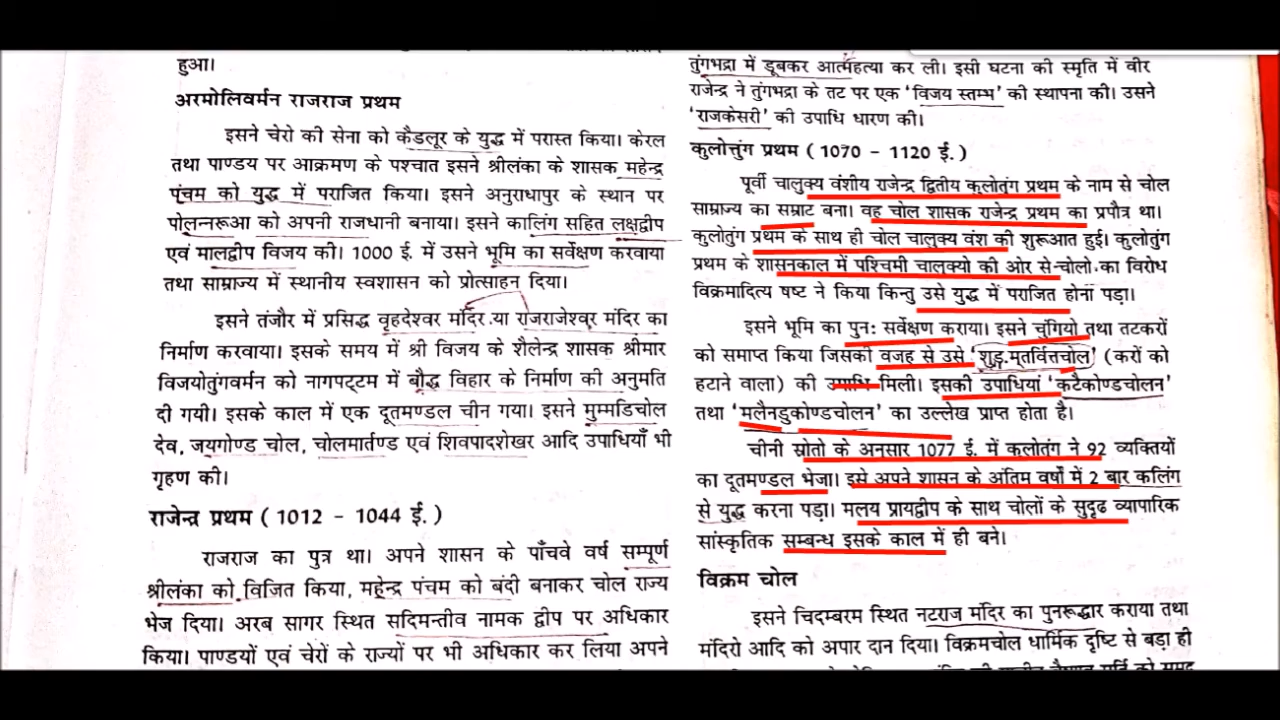 हुआ।
अरमोलिवर्मन राजराज प्रथम
इसने चेरो की सेना को कैडलूर के युद्ध में परास्त किया। केरल
तथा पाण्डय पर आक्रमण के पश्चात इसने श्रीलंका के शासक महेन्द्र
पंचम को युद्ध में पराजित किया। इसने अनुराधापुर के स्थान पर
पोलन्नरूआ को अपनी राजधानी बनाया। इसने कालिंग सहित लक्षद्वीप
एवं मालद्वीप विजय की। 1000 ई. में उसने भूमि का सर्वेक्षण करवाया
तथा साम्राज्य में स्थानीय स्वशासन को प्रोत्साहन दिया।
इसने तंजौर में प्रसिद्ध वृहदेश्वर मंदिर या राजराजेश्वर मंदिर का
निर्माण करवाया। इसके समय में श्री विजय के शैलेन्द्र शासक श्रीमार
विजयोतुंगवर्मन को नागपट्टम में बौद्ध विहार के निर्माण की अनुमति
दी गयी। इसके काल में एक दूतमण्डल चीन गया। इसने मुम्मडिचोल
देव, जयगोण्ड चोल, चोलमार्तण्ड एवं शिवपादशेखर आदि उपाधियाँ भी
गृहण की।
राजेन्द्र प्रथम (1012 - 1044 ई.)
राजराज का पुत्र था। अपने शासन के पाँचवे वर्ष सम्पूर्ण
श्रीलंका को विजित किया, महेन्द्र पंचम को बंदी बनाकर चोल राज्य
भेज दिया। अरब सागर स्थित सदिमन्तीव नामक द्वीप पर अधिकार
किया। पाण्डयों एवं चेरों के राज्यों पर भी अधिकार कर लिया अपने
तुंगभद्रा में डूबकर आत्महत्या कर ली। इसी घटना की स्मृति में वीर
राजेन्द्र ने तुंगभद्रा के तट पर एक 'विजय स्तम्भ' की स्थापना की। उसने
'राजकेसरी' की उपाधि धारण की।
कुलोत्तुंग प्रथम (1070 - 1120 ई.)
पूर्वी चालुक्य वंशीय राजेन्द्र द्वितीय कुलोतुंग प्रथम के नाम से चोल
साम्राज्य का सम्राट बना। वह चोल शासक राजेन्द्र प्रथम का प्रपौत्र था।
कुलोतुंग प्रथम के साथ ही चोल चालुक्य वंश की शुरूआत हुई। कुलोतुंग
प्रथम के शासनकाल में पश्चिमी चालुक्यो की ओर से चोलो का विरोध
विक्रमादित्य षष्ट ने किया किन्तु उसे युद्ध में पराजित होना पड़ा।
इसने भूमि का पुनः सर्वेक्षण कराया। इसने चुंगियो तथा तटकरों
को समाप्त किया जिसकी वजह से उसे 'शुड्.मतर्वित्तचोल' (करों को
हटाने वाला) की उपाधि मिली। इसकी उपाधियां 'कटैकोण्डचोलन'
तथा 'मलैनडुकोण्डचोलन' का उल्लेख प्राप्त होता है।
चीनी स्रोतो के अनुसार 1077 ई. में कलोतुंग ने 92 व्यक्तियों
का दूतमण्डल भेजा। इसे अपने शासन के अंतिम वर्षों में 2 बार कलिंग
से युद्ध करना पड़ा। मलय प्रायद्वीप के साथ चोलों के सुदृढ व्यापारिक
सांस्कृतिक सम्बन्ध इसके काल में ही बने।
विक्रम चोल
इसने चिदम्बरम स्थित नटराज मंदिर का पुनरूद्धार कराया तथा
मंदिरो आदि को अपार दान दिया। विक्रमचोल धार्मिक दृष्टि से बड़ा ही